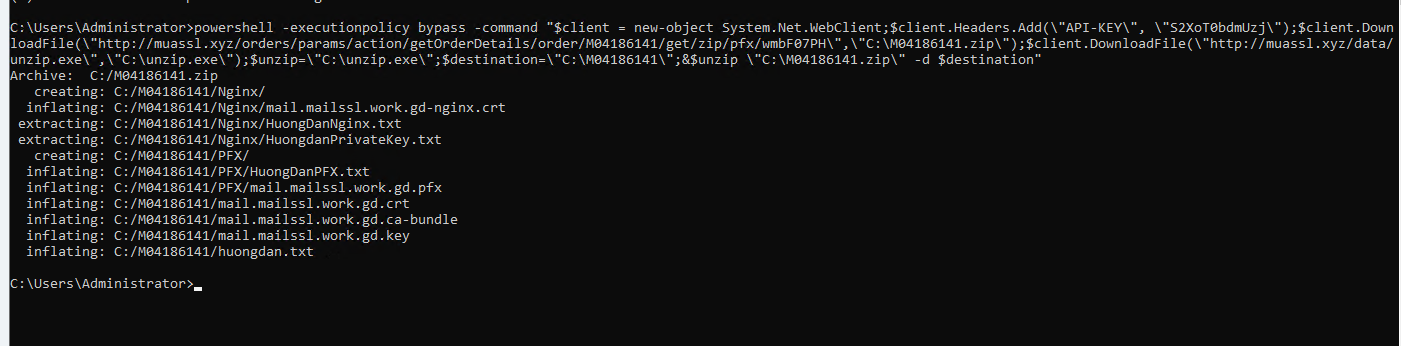 C:\Users\Administrator>powershell -executionpolicy bypass -command "$client = new-object System.Net.WebClient;$client.Headers.Add(\"API-KEY\", \"S2XoT0bdmUzj\");$client.Down
loadFile(\"http://muassl.xyz/orders/params/action/getOrderDetails/order/M04186141/get/zip/pfx/wmbF07PH\",\"C:\M04186141.zip\");$client.DownloadFile(\"http://muassl.xyz/data/
unzip.exe\",\"C:\unzip.exe\");$unzip=\"C:\unzip.exe\";$destination=\"C:\M04186141\";&$unzip \"C:\M04186141.zip\" -d $destination"
Archive:  C:/M04186141.zip
   creating: C:/M04186141/Nginx/
  inflating: C:/M04186141/Nginx/mail.mailssl.work.gd-nginx.crt
 extracting: C:/M04186141/Nginx/HuongDanNginx.txt
 extracting: C:/M04186141/Nginx/HuongdanPrivateKey.txt
   creating: C:/M04186141/PFX/
  inflating: C:/M04186141/PFX/HuongDanPFX.txt
  inflating: C:/M04186141/PFX/mail.mailssl.work.gd.pfx
  inflating: C:/M04186141/mail.mailssl.work.gd.crt
  inflating: C:/M04186141/mail.mailssl.work.gd.ca-bundle
  inflating: C:/M04186141/mail.mailssl.work.gd.key
  inflating: C:/M04186141/huongdan.txt
C:\Users\Administrator>